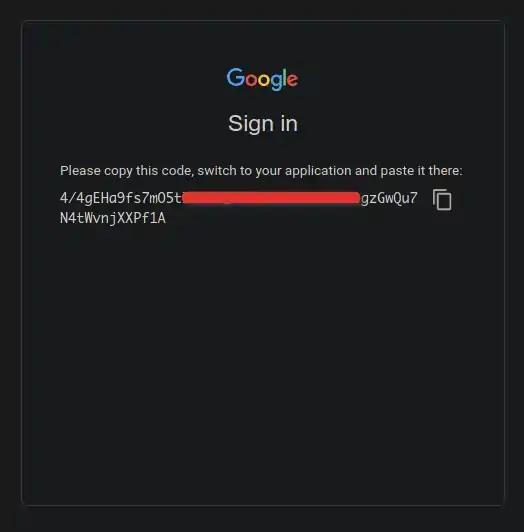 Google
Sign in
Please copy this code, switch to your application and paste it there:
4/4gEHa9fs7mO5t gzGwQu7
N4tWvnjXXPf1A